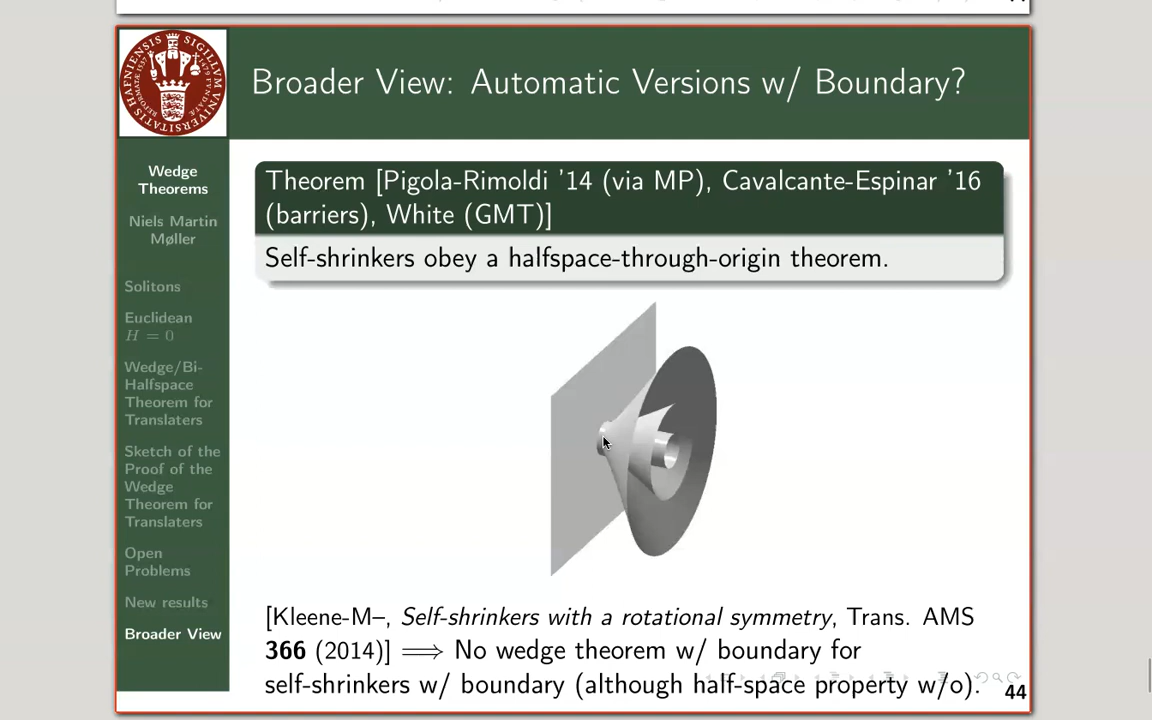 Broader View: Automatic Versions w/ Boundary?
Wedge
Theorems
Niels Martin
Møller
Solitons
Euclidean
H = 0
Wedge/Bi-
Halfspace
Theorem for
Translaters
Sketch of the
Proof of the
Wedge
Theorem for
Translaters
Open
Problems
New results
Broader View
Theorem [Pigola-Rimoldi '14 (via MP), Cavalcante-Espinar '16
(barriers), White (GMT)]
Self-shrinkers obey a halfspace-through-origin theorem.
[Kleene-M–, Self-shrinkers with a rotational symmetry, Trans. AMS
366 (2014)] ⟹ No wedge theorem w/ boundary for
self-shrinkers w/ boundary (although half-space property w/o).
44